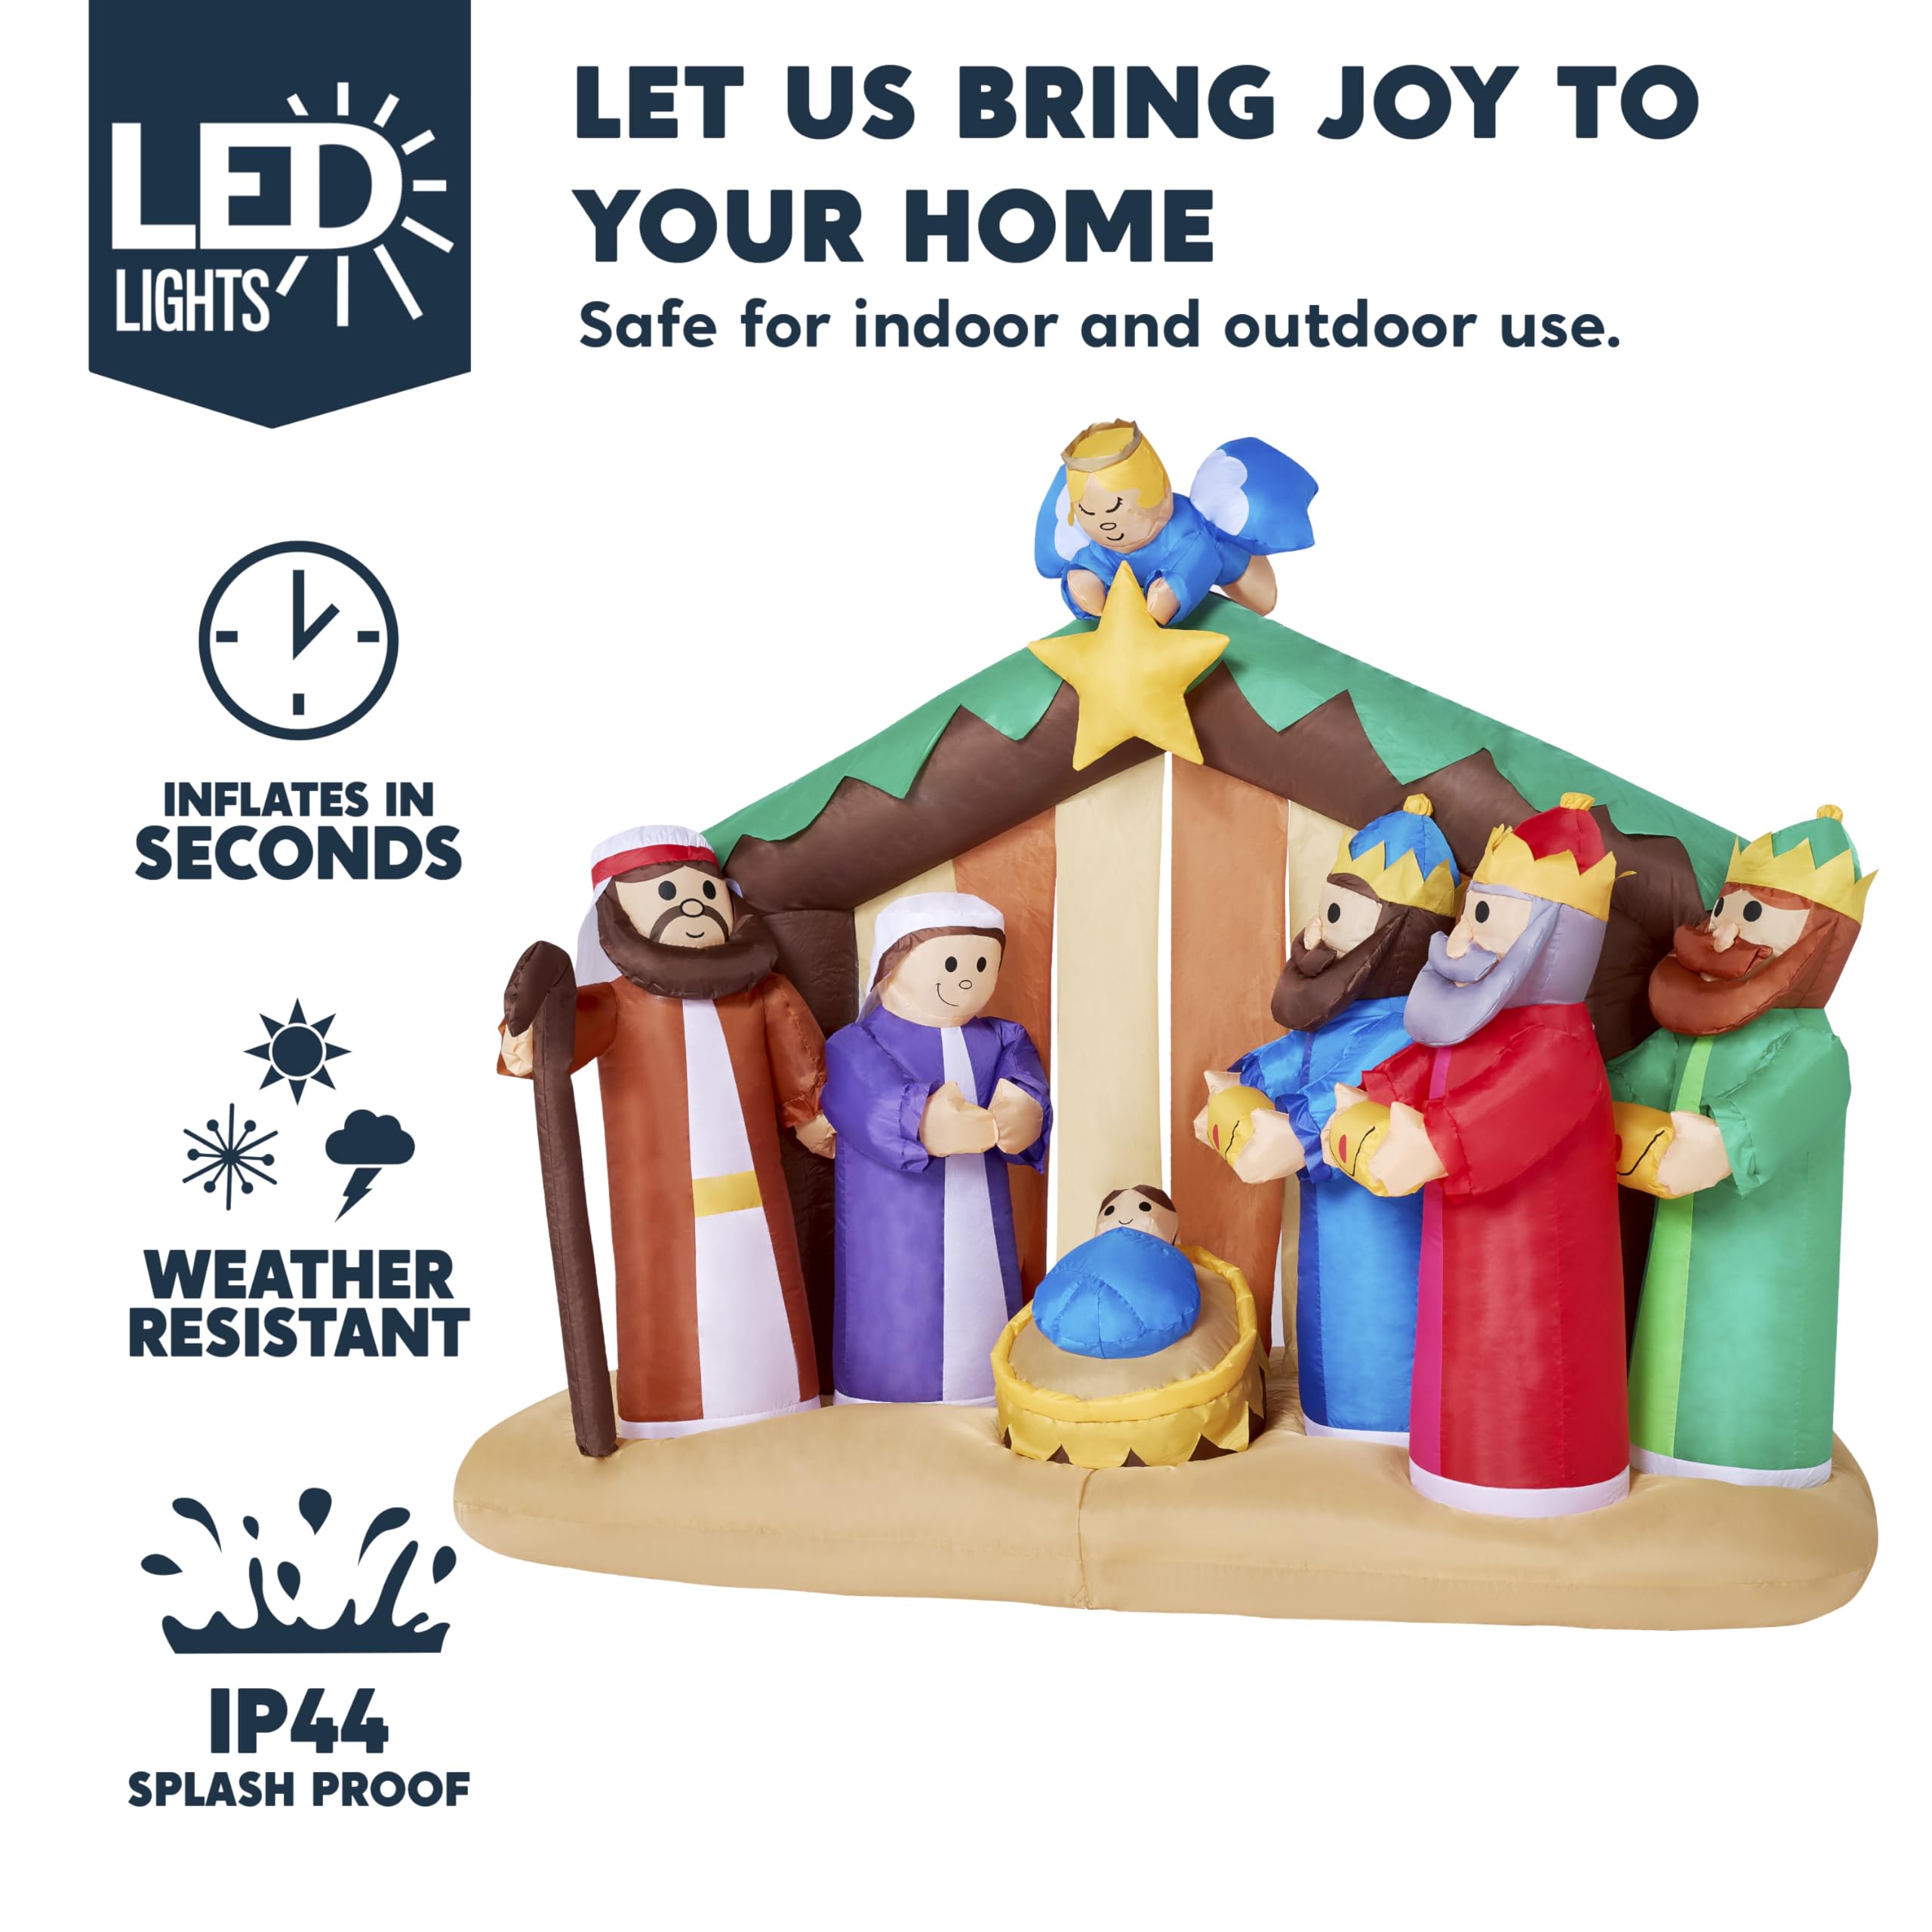 LED
LIGHTS
LET US BRING JOY TO
YOUR HOME
Safe for indoor and outdoor use.
INFLATES IN
SECONDS
WEATHER
RESISTANT
IP44
SPLASH PROOF